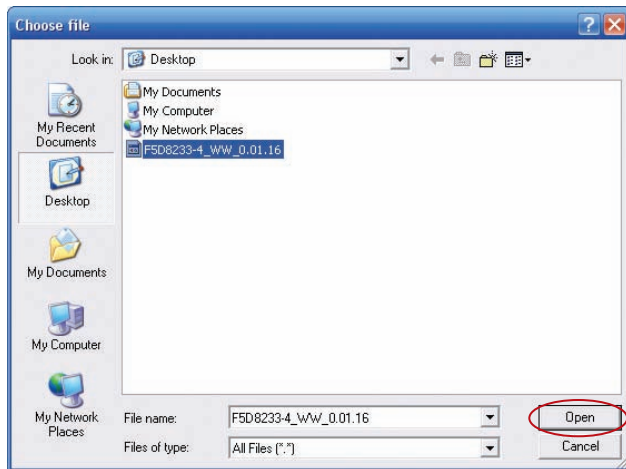 Choose file
Look in:
Desktop
My Recent
Documents
Desktop
My Documents
My Computer
My Network
Places
My Documents
My Computer
My Network Places
F5D8233-4_WW_0.01.16
File name:
F5D8233-4_WW_0.01.16
Open
Files of type:
All Files (*.*)
Cancel